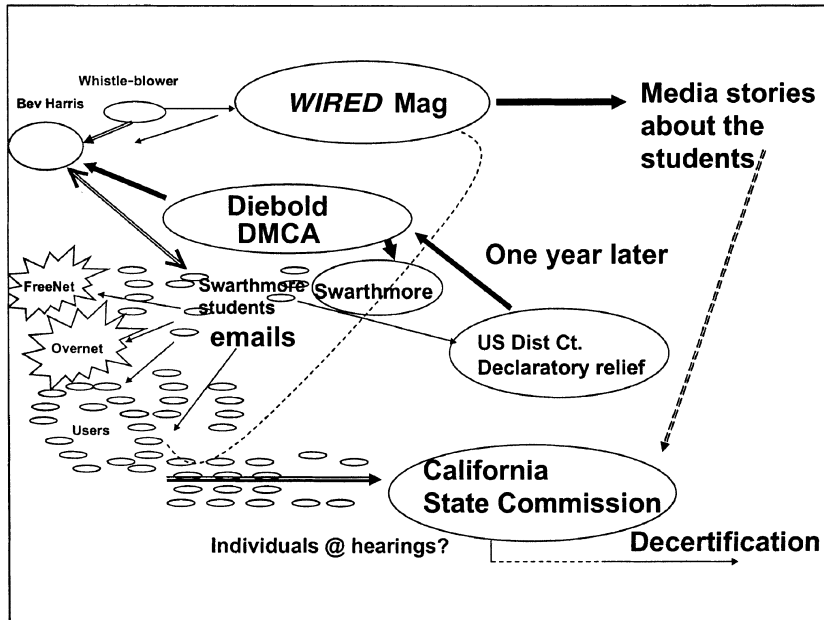 Whistle-blower
Bev Harris
WIRED Mag
Media stories
about the
students
Diebold
DMCA
One year later
FreeNet
Swarthmore
students
Swarthmore
emails
Overnet
US Dist Ct.
Declaratory relief
Users
California
State Commission
Individuals @ hearings?
Decertification